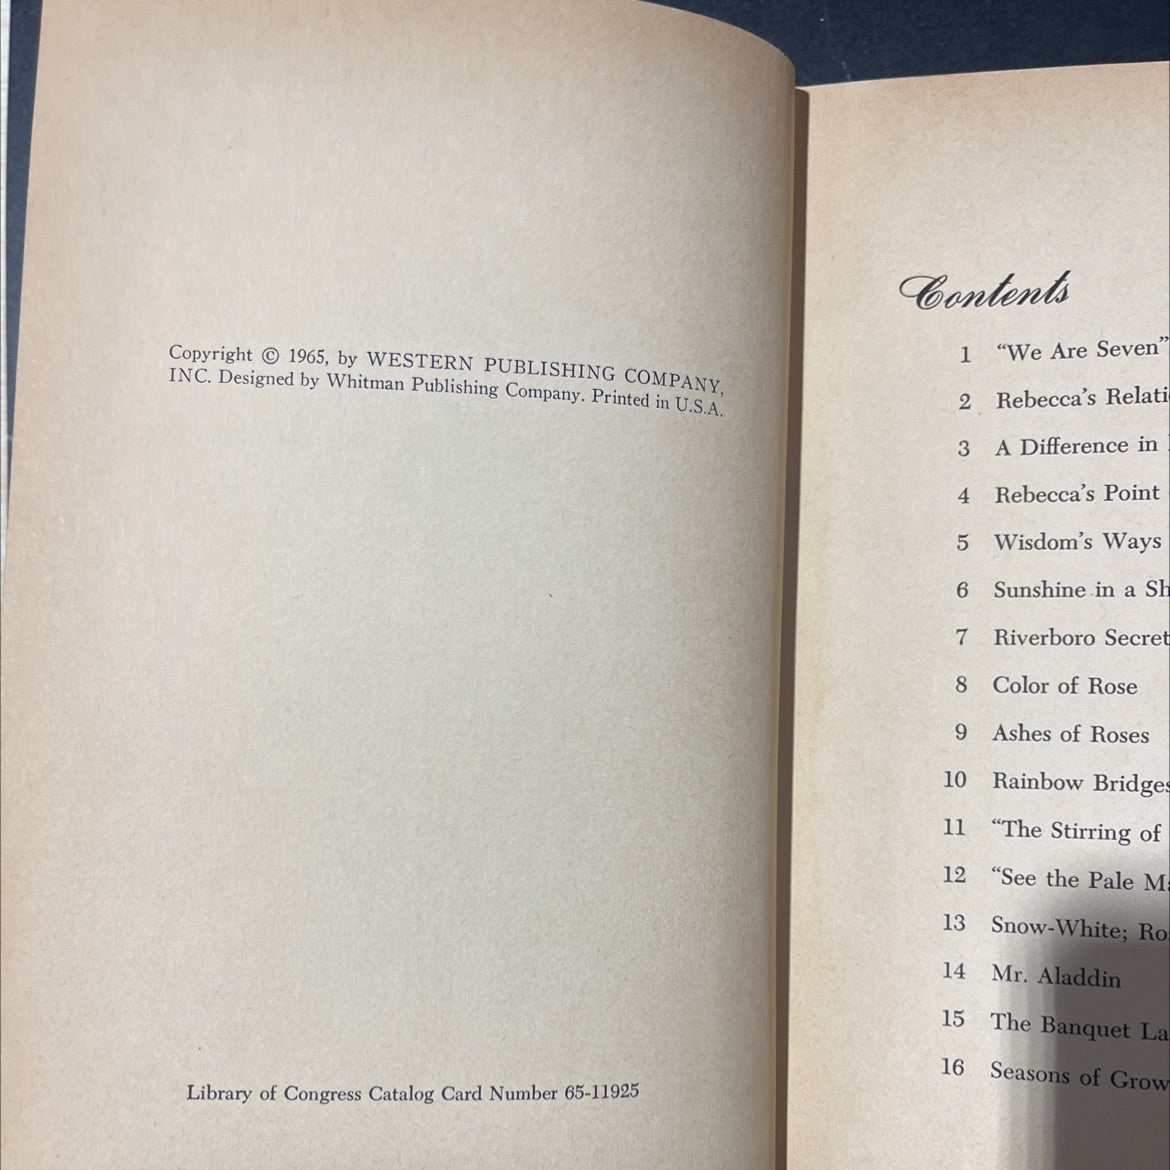 Copyright © 1965, by WESTERN PUBLISHING COMPANY,
INC. Designed by Whitman Publishing Company. Printed in U.S.A.
Library of Congress Catalog Card Number 65-11925
Contents
1 “We Are Seven”
2 Rebecca’s
3 A Difference in
4 Rebecca’s Point
5 Wisdom’s Ways
6 Sunshine in a
7 Riverboro
8 Color of Rose
9 Ashes of Roses
10 Rainbow Bridges
11 “The Stirring of
12 “See the Pale
13 Snow-White;
14 Mr. Aladdin
15 The Banquet
16 Seasons of